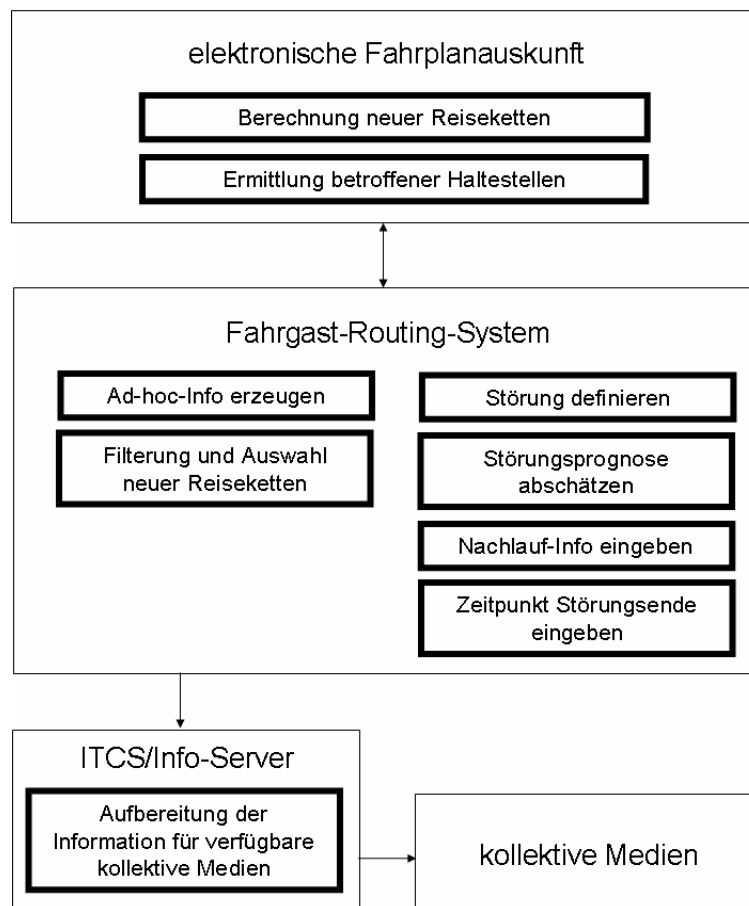 elektronische Fahrplanauskunft
Berechnung neuer Reiseketten
Ermittlung betroffener Haltestellen
Fahrgast-Routing-System
Ad-hoc-Info erzeugen
Filterung und Auswahl
neuer Reiseketten
Störung definieren
Störungsprognose
abschätzen
Nachlauf-Info eingeben
Zeitpunkt Störungsende
eingeben
ITCS/Info-Server
Aufbereitung der
Information für verfügbare
kollektive Medien
kollektive Medien